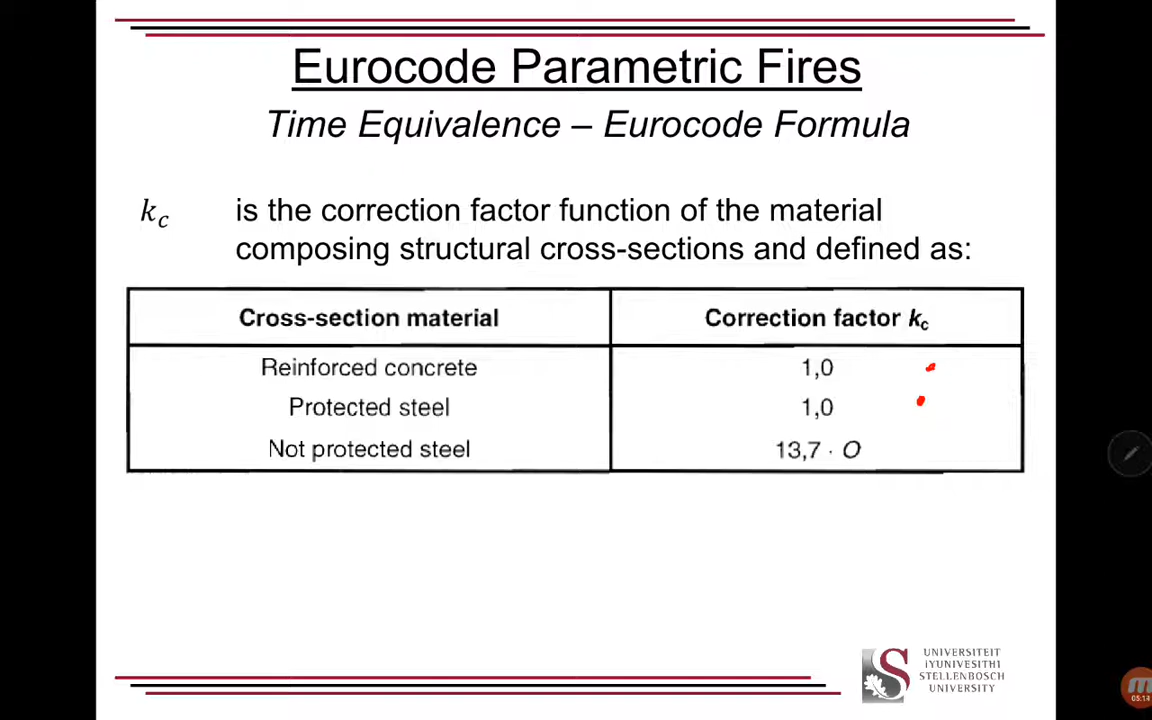 Eurocode Parametric Fires
Time Equivalence – Eurocode Formula
k_c is the correction factor function of the material
composing structural cross-sections and defined as:
Cross-section material Correction factor k_c
Reinforced concrete 1,0
Protected steel 1,0
Not protected steel 13,7 · O
UNIVERSITEIT
iYUNIVESITHI
STELLENBOSCH
UNIVERSITY
05:14